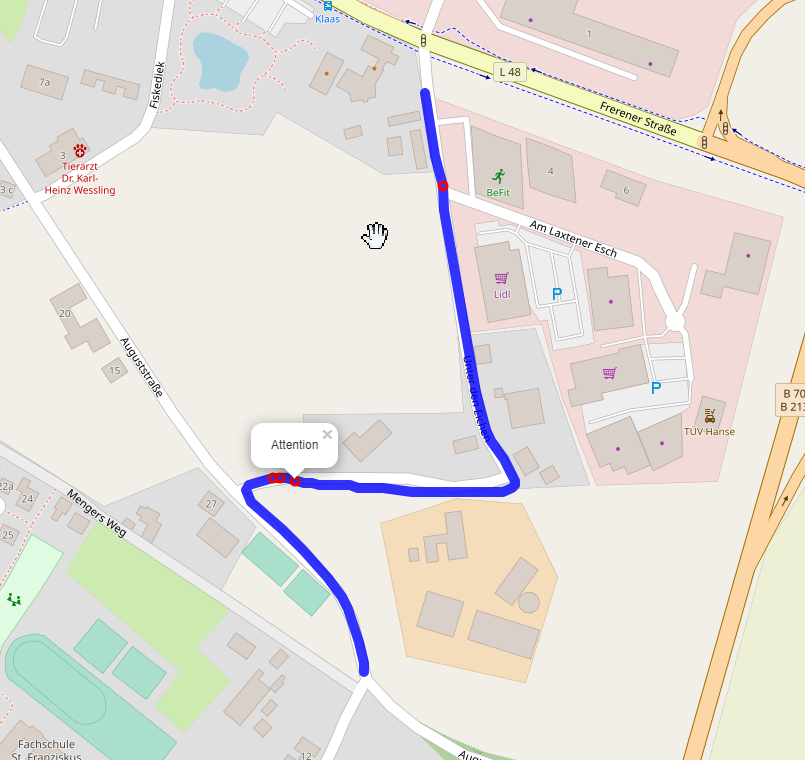 Klaas
1
L 48
Frerener Straße
Fiskediek
7a
3
Tierarzt
Dr. Karl-
Heinz Wessling
3 c
BeFit
4
6
Am Laxtener Esch
Lidl
P
20
15
Auguststraße
Unter den Eichen
P
TÜV Hanse
B 70
B 213
Attention
×
22a
24
25
Mengers Weg
27
Fachschule
St. Franziskus
12